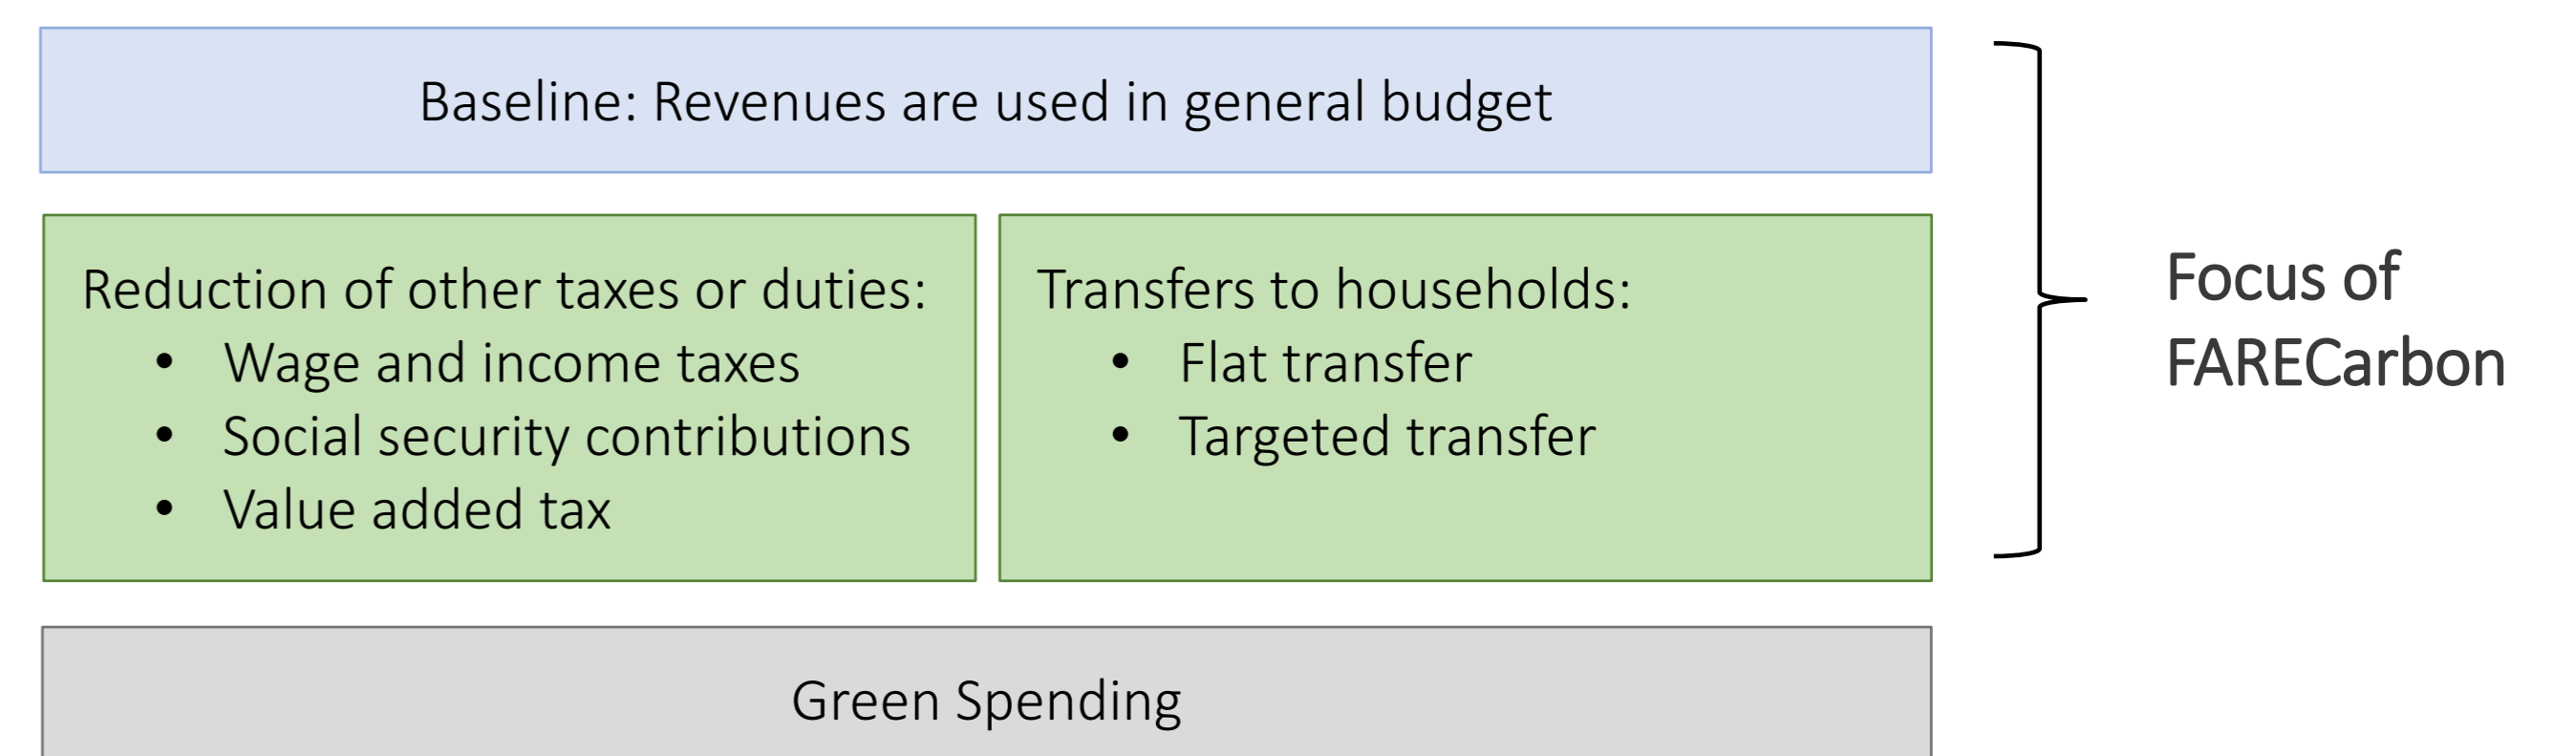 Baseline: Revenues are used in general budget
Reduction of other taxes or duties:
• Wage and income taxes
• Social security contributions
• Value added tax
Transfers to households:
• Flat transfer
• Targeted transfer
Focus of
FARECarbon
Green Spending